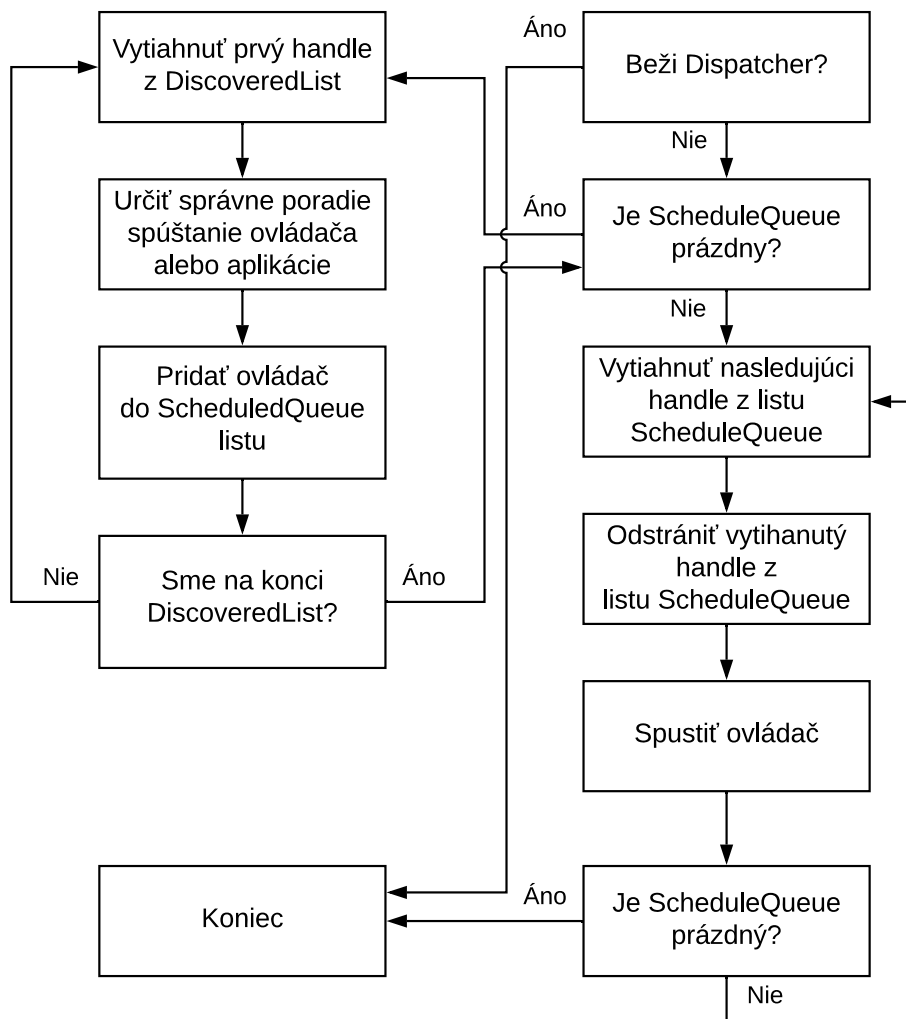 Vytiahnuť prvý handle
z DiscoveredList
Určiť správne poradie
spúštanie ovládača
alebo aplikácie
Pridať ovládač
do ScheduledQueue
listu
Nie
Sme na konci
DiscoveredList?
Áno
Koniec
Áno
Beži Dispatcher?
Nie
Áno
Je ScheduleQueue
prázdny?
Nie
Vytiahnuť nasledujúci
handle z listu
ScheduleQueue
Odstrániť vytihanutý
handle z
listu ScheduleQueue
Spustiť ovládač
Áno
Je ScheduleQueue
prázdný?
Nie